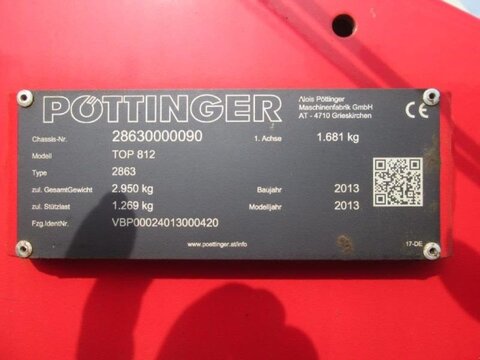 PÖTTINGER
Alois Pöttinger
Maschinenfabrik GmbH
AT - 4710 Grieskirchen
CE
Chassis-Nr. 28630000090 1. Achse 1.681 kg
Modell TOP 812
Type 2863
zul. GesamtGewicht 2.950 kg Baujahr 2013
zul. Stützlast 1.269 kg Modelljahr 2013
Fzg.IdentNr. VBP00024013000420
www.poettinger.at/info
17-DE